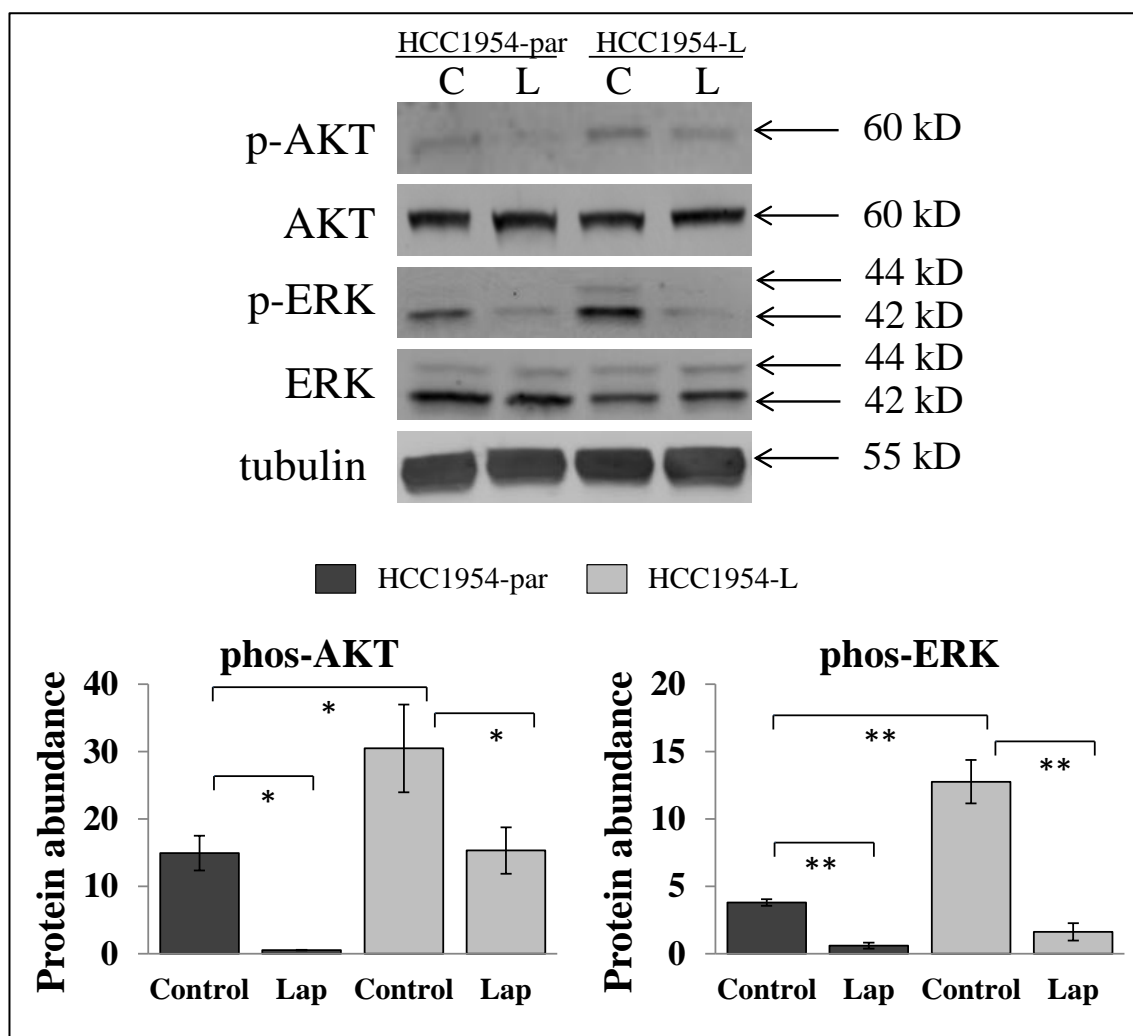 HCC1954-par HCC1954-L
C L C L
p-AKT 60 kD
AKT 60 kD
p-ERK 44 kD
42 kD
ERK 44 kD
42 kD
tubulin 55 kD
HCC1954-par HCC1954-L
phos-AKT
Protein abundance
40
30
20
10
0
* * *
Control Lap Control Lap
phos-ERK
Protein abundance
20
15
10
5
0
** ** **
Control Lap Control Lap